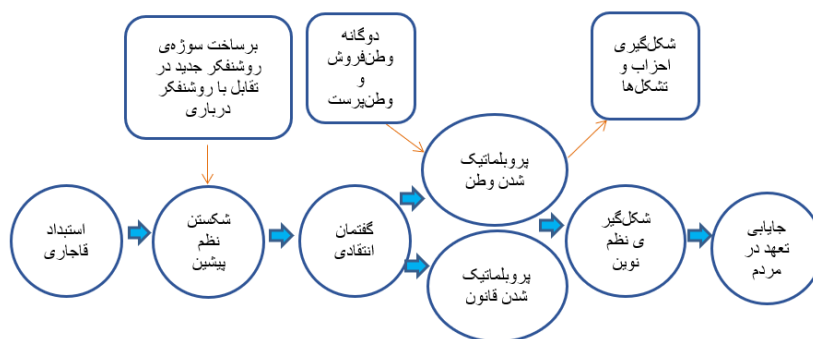 برساخت سوژه‌ی
روشنفکر جدید در
تقابل با روشنفکر
درباری
دوگانه
وطن‌فروش
و
وطن‌پرست
شکل‌گیری
احزاب و
تشکل‌ها
استبداد
قاجاری
شکستن
نظم
پیشین
گفتمان
انتقادی
پروبلماتیک
شدن وطن
پروبلماتیک
شدن قانون
شکل‌گیر
ی نظم
نوین
جایابی
تعهد در
مردم